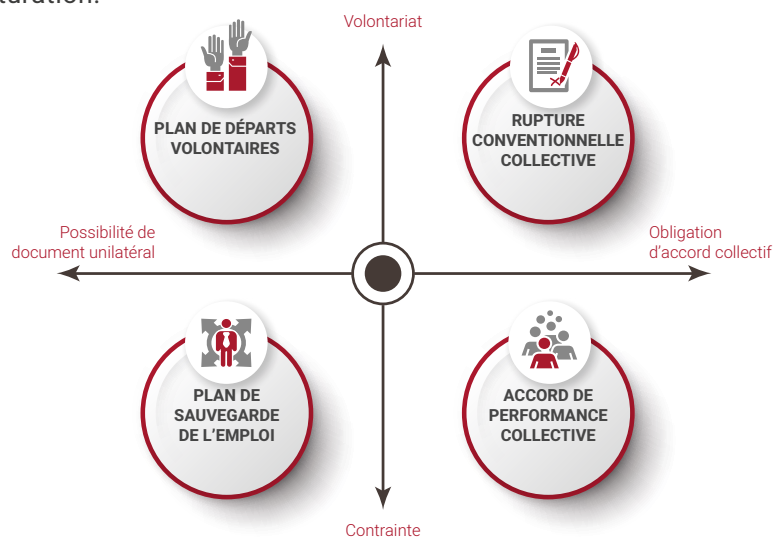 turation.
Volontariat
PLAN DE DÉPARTS
VOLONTAIRES
RUPTURE
CONVENTIONNELLE
COLLECTIVE
Possibilité de
document unilatéral
Obligation
d’accord collectif
PLAN DE
SAUVEGARDE
DE L’EMPLOI
ACCORD DE
PERFORMANCE
COLLECTIVE
Contrainte